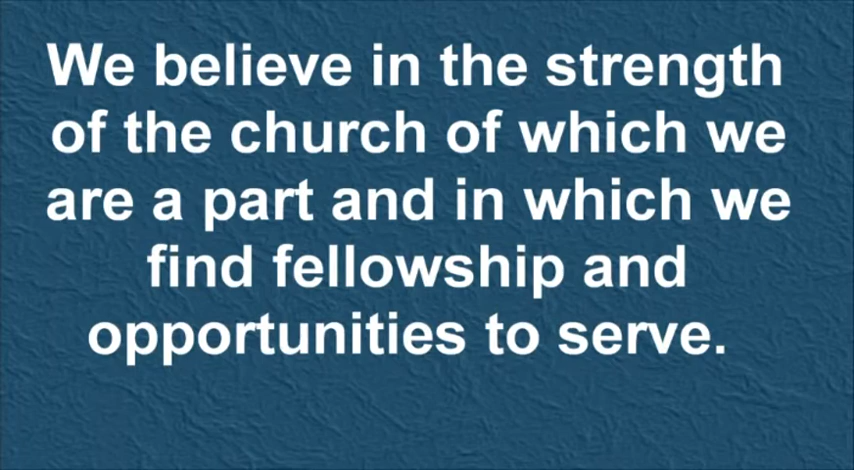 We believe in the strength
of the church of which we
are a part and in which we
find fellowship and
opportunities to serve.